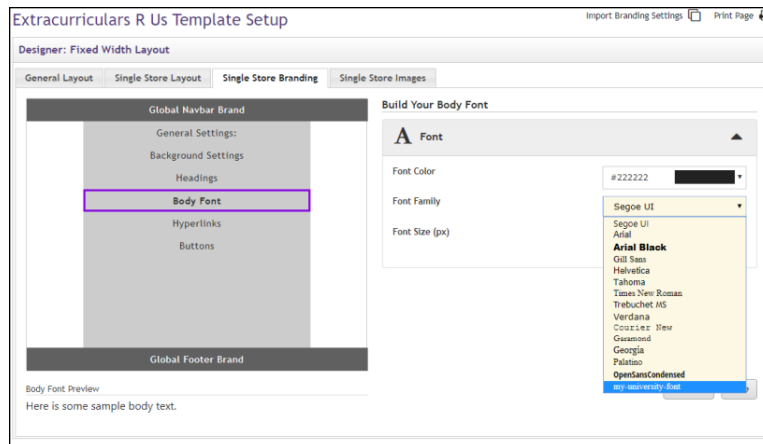 Extracurriculars R Us Template Setup
Import Branding Settings Print Page
Designer: Fixed Width Layout
General Layout Single Store Layout Single Store Branding Single Store Images
Global Navbar Brand
General Settings:
Background Settings
Headings
Body Font
Hyperlinks
Buttons
Global Footer Brand
Body Font Preview
Here is some sample body text.
Build Your Body Font
A Font
Font Color
#222222
Font Family
Segoe UI
Font Size (px)
Segoe UI
Arial
Arial Black
Gill Sans
Helvetica
Tahoma
Times New Roman
Trebuchet MS
Verdana
Courier New
Garamond
Georgia
Palatino
OpenSansCondensed
my-university-font